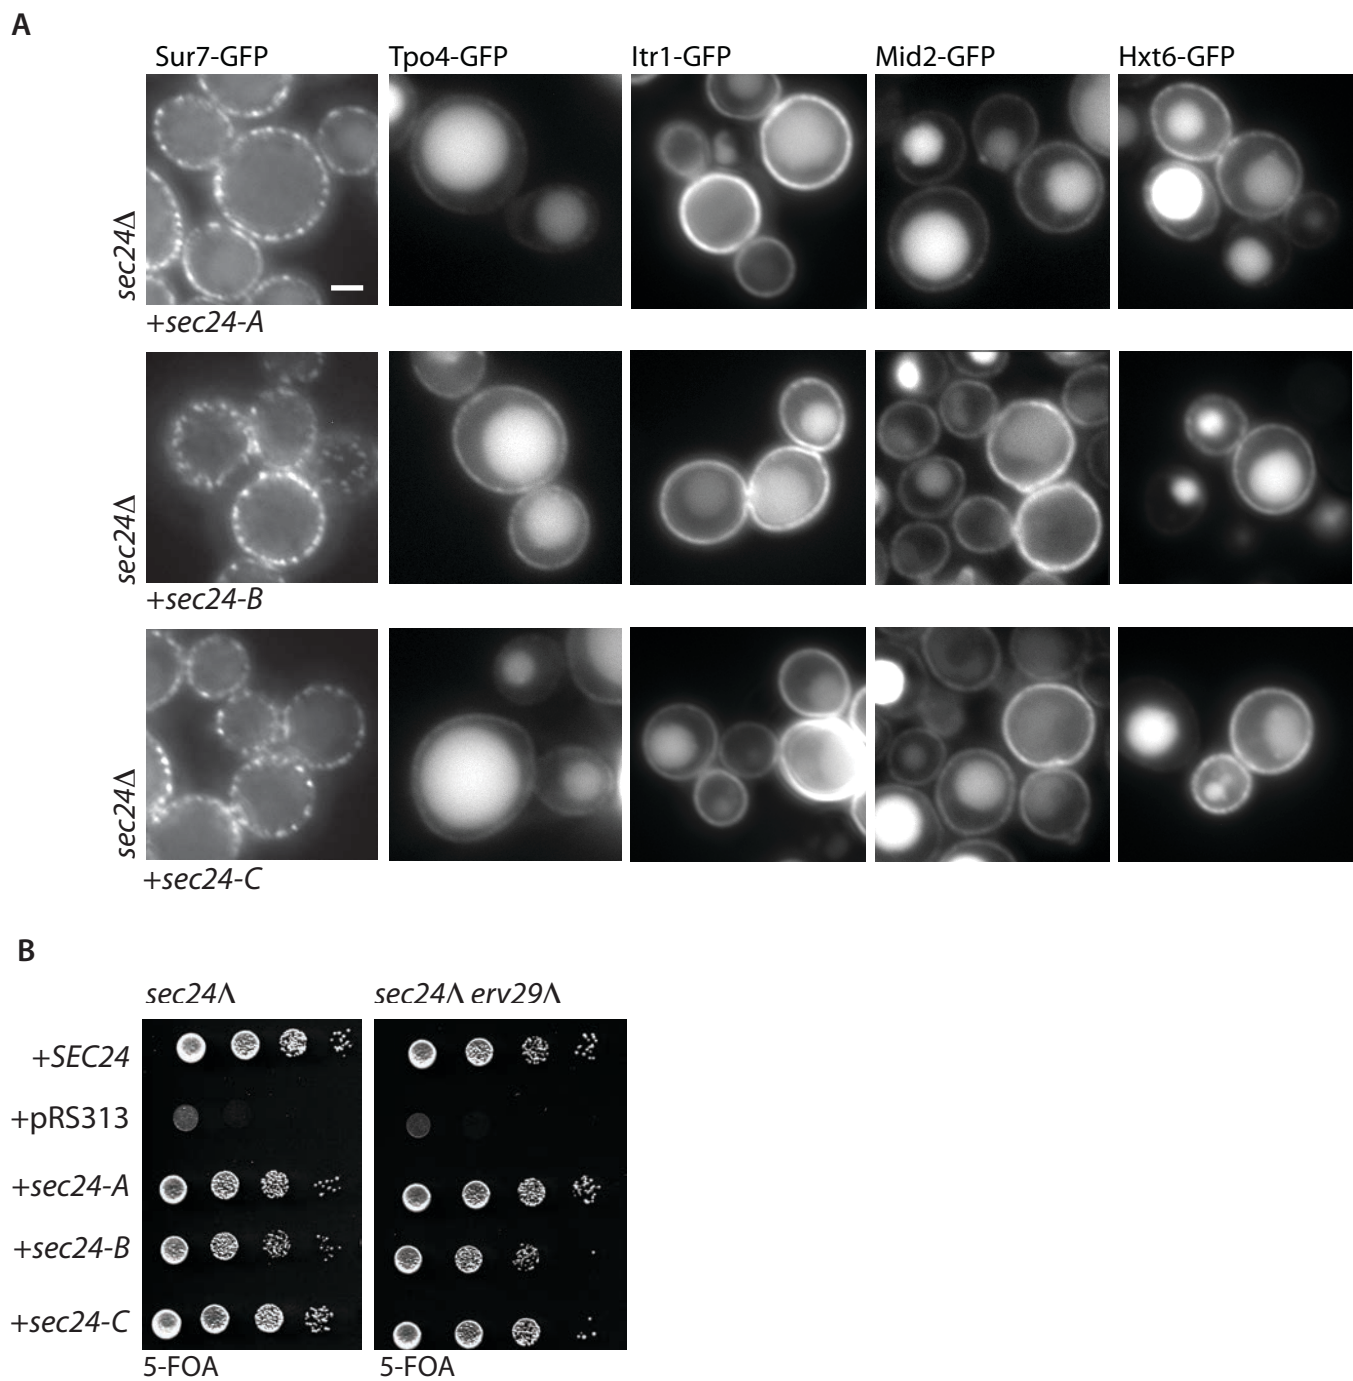 A
Sur7-GFP Tpo4-GFP Itr1-GFP Mid2-GFP Hxt6-GFP
sec24Δ
+sec24-A
sec24Δ
+sec24-B
sec24Δ
+sec24-C
B
sec24Λ sec24Λ erv29Λ
+SEC24
+pRS313
+sec24-A
+sec24-B
+sec24-C
5-FOA 5-FOA